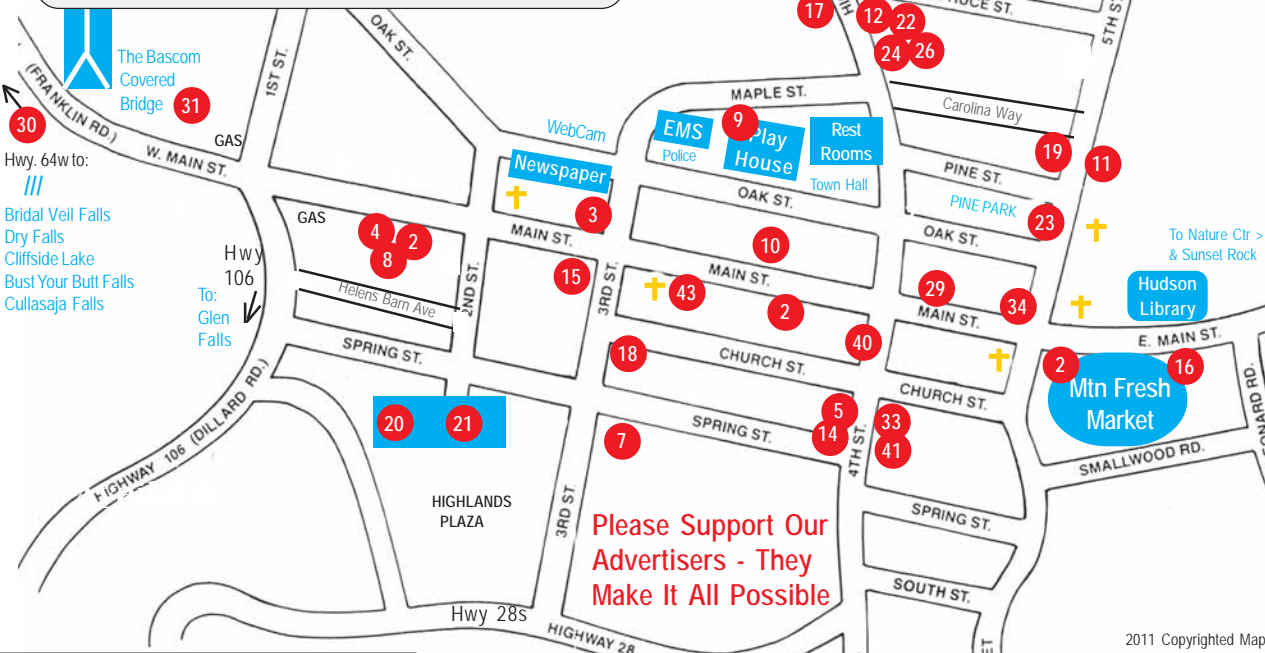 17
12
22
24
26
RUCE ST.
5TH ST
OAK ST.
1ST ST.
The Bascom
Covered
Bridge
31
(FRANKLIN RD.)
30
GAS
W. MAIN ST.
Hwy. 64w to:
///
Bridal Veil Falls
Dry Falls
Cliffside Lake
Bust Your Butt Falls
Cullasaja Falls
Hwy
106
To:
Glen
Falls
GAS
4
2
8
Helens Barn Ave
SPRING ST.
2ND ST.
WebCam
Newspaper
3
MAIN ST.
15
3RD ST.
MAPLE ST.
EMS
Police
9
Play
House
Rest
Rooms
Town Hall
OAK ST.
10
MAIN ST.
43
2
40
18
CHURCH ST.
Carolina Way
19
11
PINE ST.
PINE PARK
23
OAK ST.
29
MAIN ST.
34
To Nature Ctr >
& Sunset Rock
Hudson
Library
E. MAIN ST.
2
16
Mtn Fresh
Market
CHURCH ST.
SMALLWOOD RD.
5
14
33
41
4TH ST.
SPRING ST.
7
20
21
HIGHWAY 106 (DILLARD RD.)
HIGHLANDS
PLAZA
3RD ST.
Please Support Our
Advertisers - They
Make It All Possible
SPRING ST.
SOUTH ST.
Hwy 28s
HIGHWAY 28
2011 Copyrighted Map